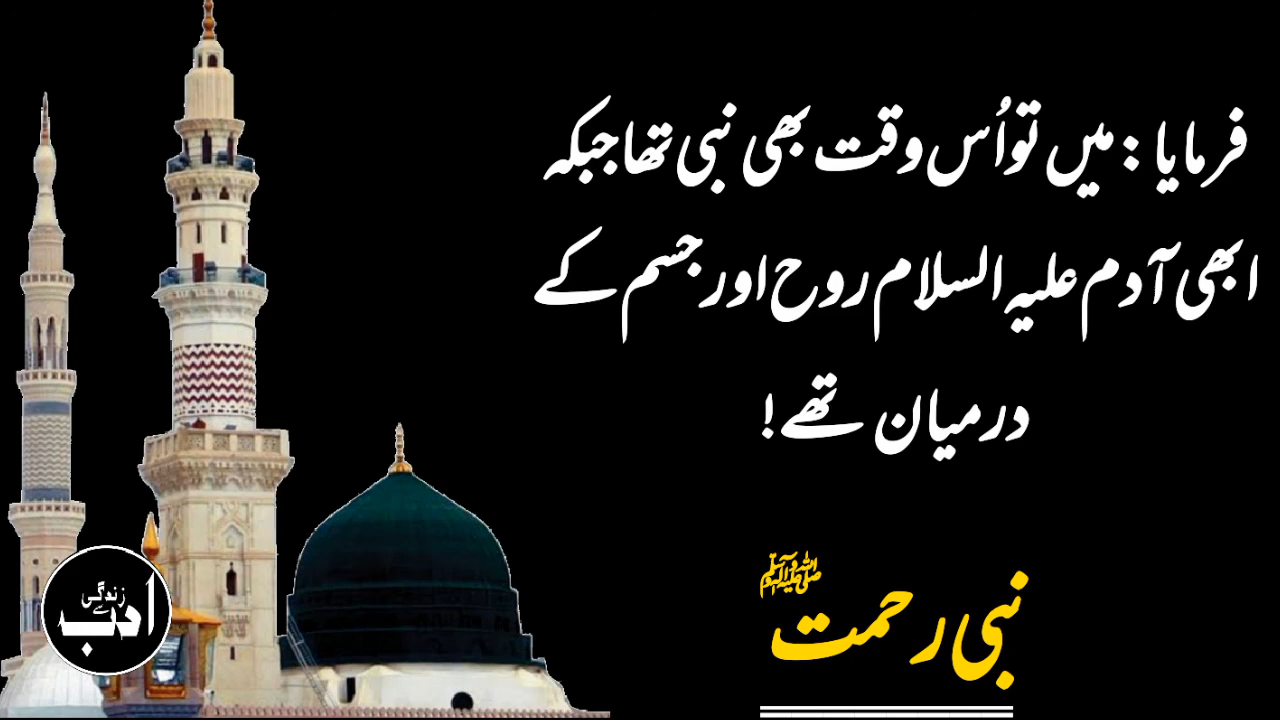 فرمایا : میں تو اُس وقت بھی نبی تھا جبکہ
ابھی آدم علیہ السلام روح اور جسم کے
درمیان تھے!
نبی رحمت ﷺ
ادب زندگی ہے